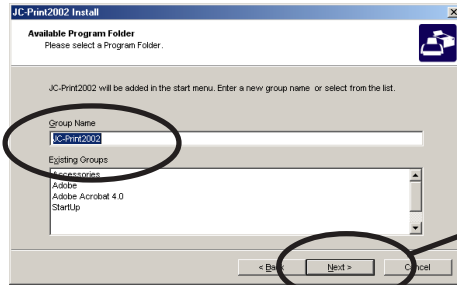 JC-Print2002 Install
Available Program Folder
Please select a Program Folder.
JC-Print2002 will be added in the start menu. Enter a new group name or select from the list.
Group Name
JC-Print2002
Existing Groups
Accessories
Adobe
Adobe Acrobat 4.0
StartUp
< Back Next > Cancel